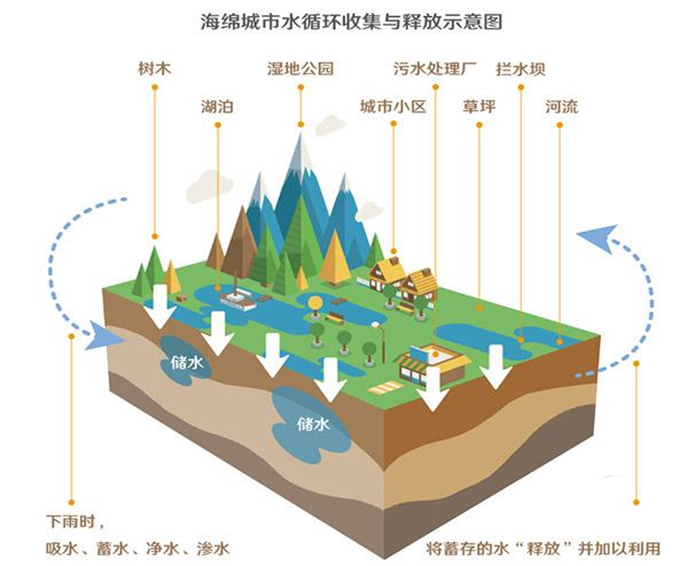 海绵城市水循环收集与释放示意图
树木
湿地公园
污水处理厂
拦水坝
湖泊
城市小区
草坪
河流
储水
储水
下雨时，
吸水、蓄水、净水、渗水
将蓄存的水“释放”并加以利用